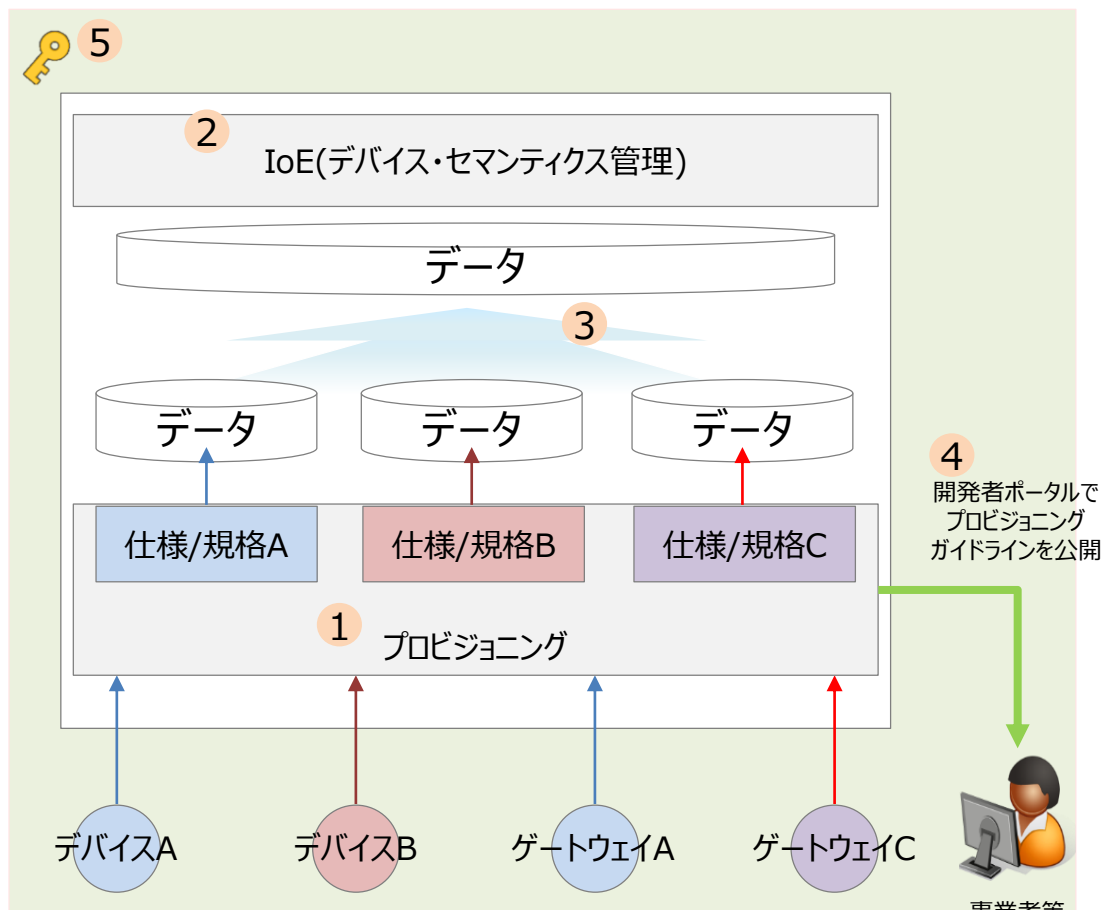 5
2
IoE(デバイス・セマンティクス管理)
データ
3
データ
データ
データ
4
開発者ポータルで
プロビジョニング
ガイドラインを公開
仕様/規格A
仕様/規格B
仕様/規格C
1
プロビジョニング
デバイスA
デバイスB
ゲートウェイA
ゲートウェイC
事業者等